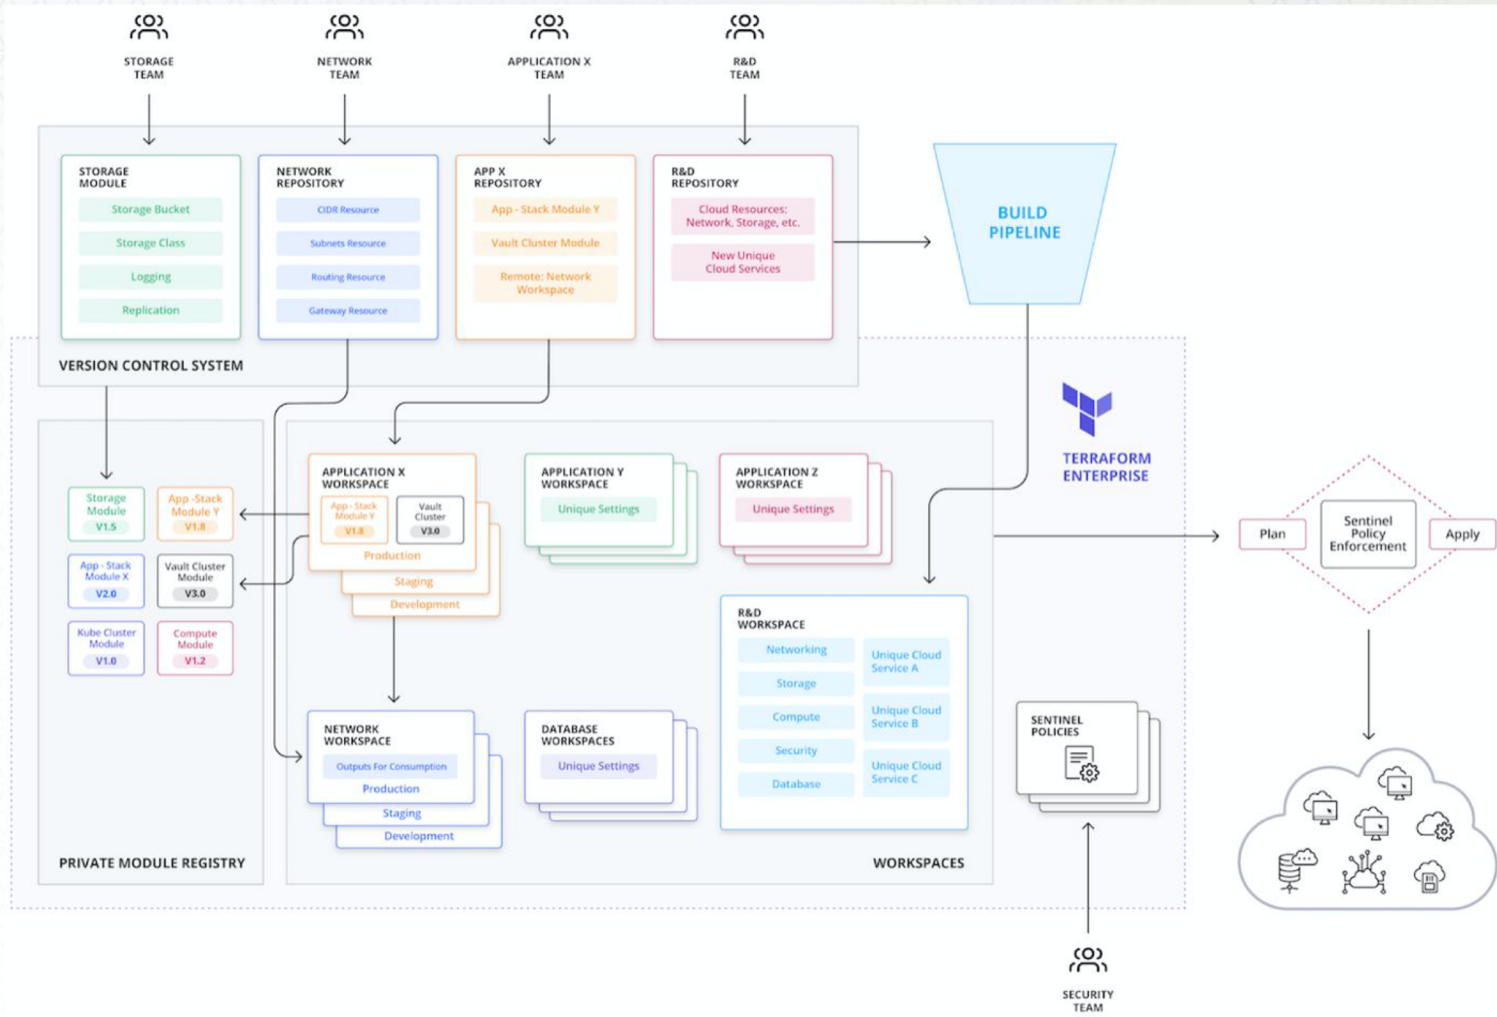 STORAGE
TEAM
NETWORK
TEAM
APPLICATION X
TEAM
R&D
TEAM
STORAGE
MODULE
Storage Bucket
Storage Class
Logging
Replication
NETWORK
REPOSITORY
CIDR Resource
Subnets Resource
Routing Resource
Gateway Resource
APP X
REPOSITORY
App - Stack Module Y
Vault Cluster Module
Remote: Network
Workspace
R&D
REPOSITORY
Cloud Resources:
Network, Storage, etc.
New Unique
Cloud Services
VERSION CONTROL SYSTEM
BUILD
PIPELINE
TERRAFORM
ENTERPRISE
Storage
Module
V1.5
App -Stack
Module Y
V1.8
App - Stack
Module X
V2.0
Vault Cluster
Module
V3.0
Kube Cluster
Module
V1.0
Compute
Module
V1.2
PRIVATE MODULE REGISTRY
APPLICATION X
WORKSPACE
App - Stack
Module Y
V1.8
Vault
Cluster
V3.0
Production
Staging
Development
APPLICATION Y
WORKSPACE
Unique Settings
APPLICATION Z
WORKSPACE
Unique Settings
NETWORK
WORKSPACE
Outputs For Consumption
Production
Staging
Development
DATABASE
WORKSPACES
Unique Settings
R&D
WORKSPACE
Networking
Storage
Compute
Security
Database
Unique Cloud
Service A
Unique Cloud
Service B
Unique Cloud
Service C
WORKSPACES
SENTINEL
POLICIES
Plan
Sentinel
Policy
Enforcement
Apply
SECURITY
TEAM